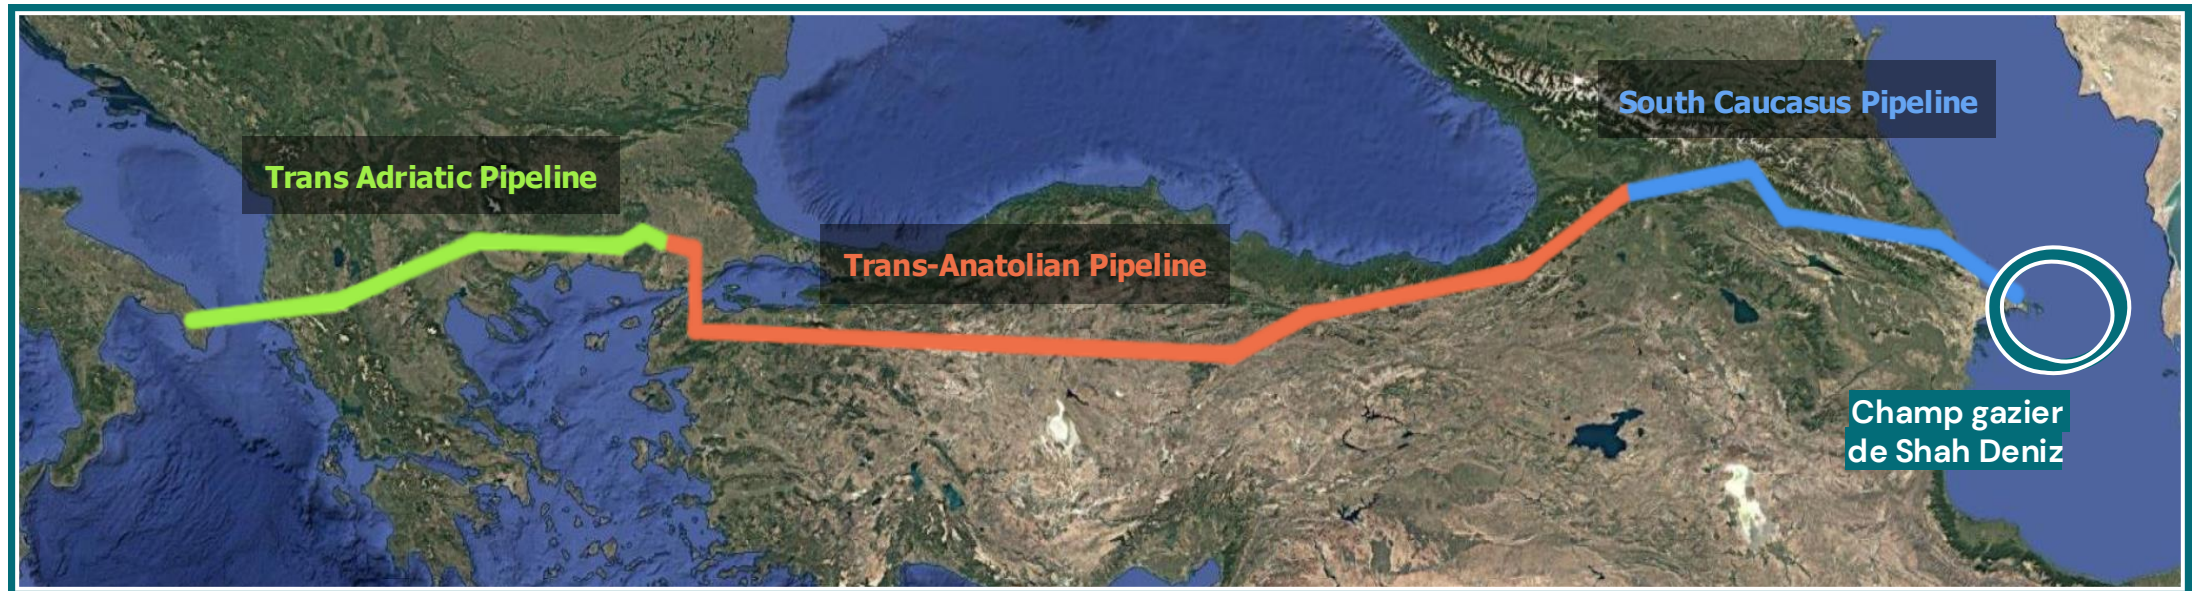 South Caucasus Pipeline
Trans Adriatic Pipeline
Trans-Anatolian Pipeline
Champ gazier
de Shah Deniz